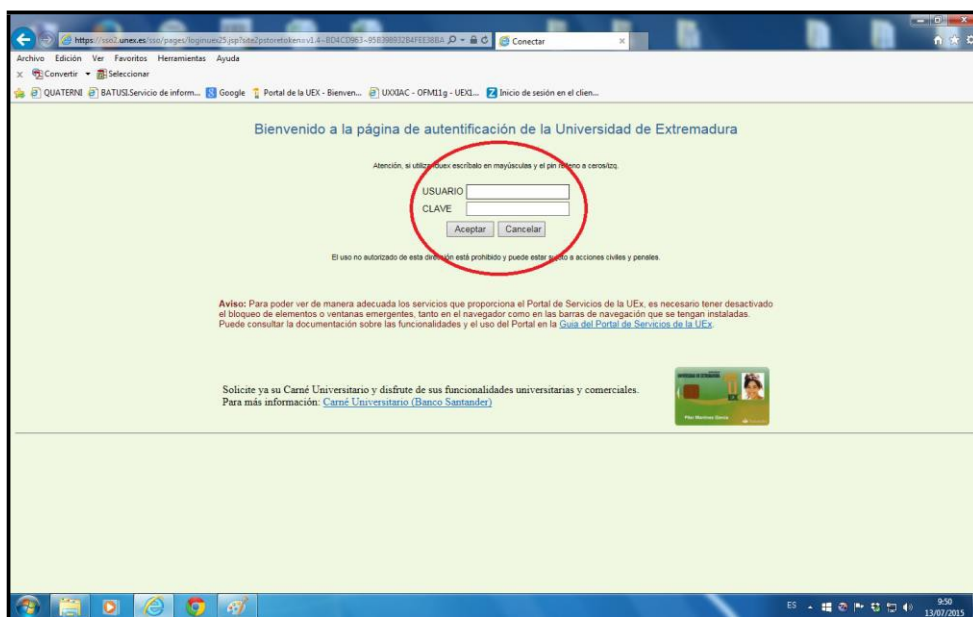 https://sso2.unex.es/sso/pages/loginuex25.jsp?site2pstoretoken=v1.4~8D4CD963~
Conectar
Archivo Edición Ver Favoritos Herramientas Ayuda
x Convertir Seleccionar
QUATERNI BATUSI.Servicio de inform... Google Portal de la UEX - Bienven... UXXIAC - OFM11g - UEX1... Inicio de sesión en el clien...
Bienvenido a la página de autentificación de la Universidad de Extremadura
Atención, si utiliza iduex escríbalo en mayúsculas y el pin relleno a ceros/izq.
USUARIO
CLAVE
Aceptar Cancelar
El uso no autorizado de esta dirección está prohibido y puede estar sujeto a acciones civiles y penales.
Aviso: Para poder ver de manera adecuada los servicios que proporciona el Portal de Servicios de la UEx, es necesario tener desactivado
el bloqueo de elementos o ventanas emergentes, tanto en el navegador como en las barras de navegación que se tengan instaladas.
Puede consultar la documentación sobre las funcionalidades y el uso del Portal en la Guia del Portal de Servicios de la UEx.
Solicite ya su Carné Universitario y disfrute de sus funcionalidades universitarias y comerciales.
Para más información: Carné Universitario (Banco Santander)
ES
9:50
13/07/2015